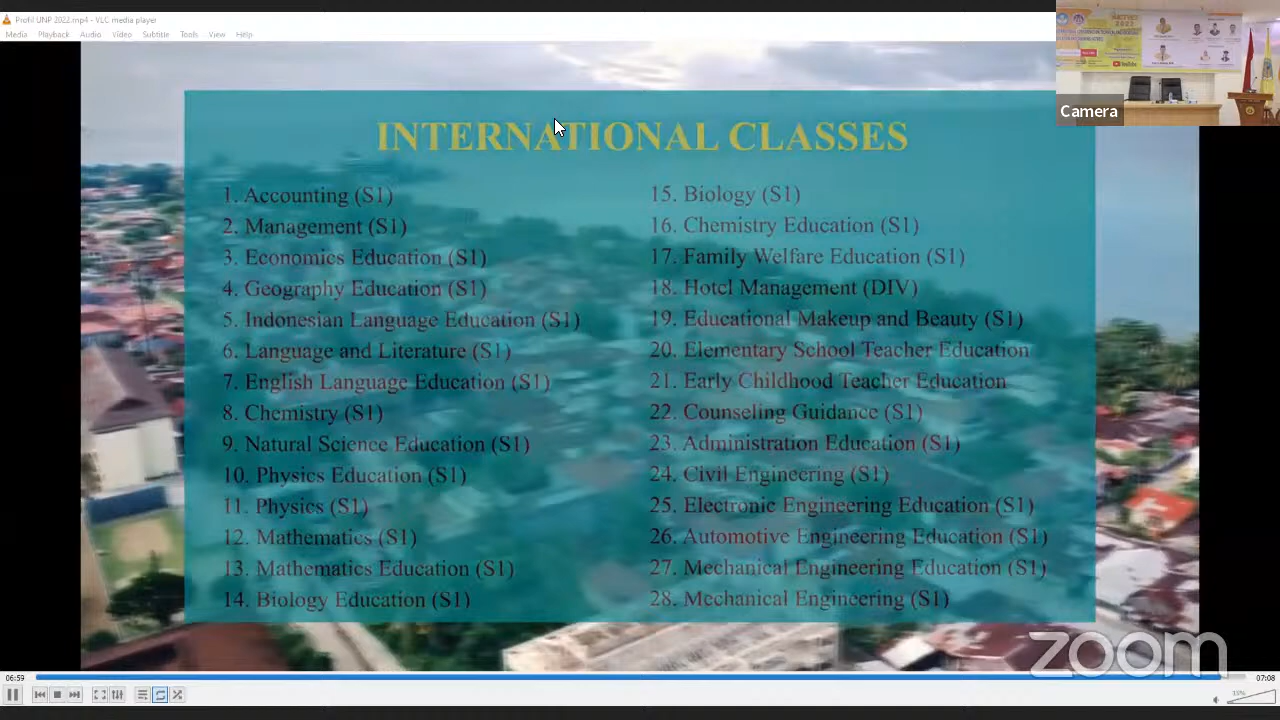 Profil UNP 2022.mp4 - VLC media player
Media Playback Audio Video Subtitle Tools View Help
Camera
INTERNATIONAL CLASSES
1. Accounting (S1)
2. Management (S1)
3. Economics Education (S1)
4. Geography Education (S1)
5. Indonesian Language Education (S1)
6. Language and Literature (S1)
7. English Language Education (S1)
8. Chemistry (S1)
9. Natural Science Education (S1)
10. Physics Education (S1)
11. Physics (S1)
12. Mathematics (S1)
13. Mathematics Education (S1)
14. Biology Education (S1)
15. Biology (S1)
16. Chemistry Education (S1)
17. Family Welfare Education (S1)
18. Hotel Management (DIV)
19. Educational Makeup and Beauty (S1)
20. Elementary School Teacher Education
21. Early Childhood Teacher Education
22. Counseling Guidance (S1)
23. Administration Education (S1)
24. Civil Engineering (S1)
25. Electronic Engineering Education (S1)
26. Automotive Engineering Education (S1)
27. Mechanical Engineering Education (S1)
28. Mechanical Engineering (S1)
zoom
06:59
07:08